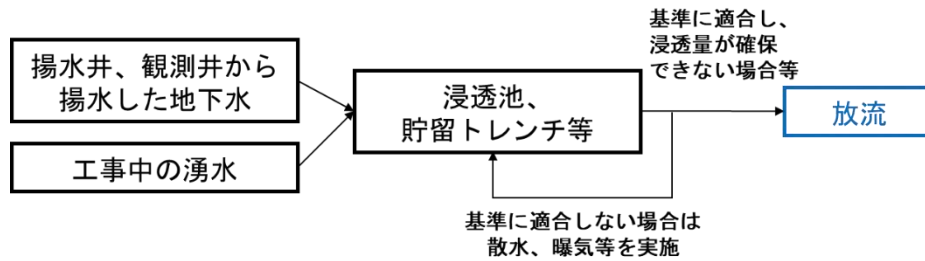 揚水井、観測井から
揚水した地下水
工事中の湧水
浸透池、
貯留トレンチ等
基準に適合し、
浸透量が確保
できない場合等
放流
基準に適合しない場合は
散水、曝気等を実施